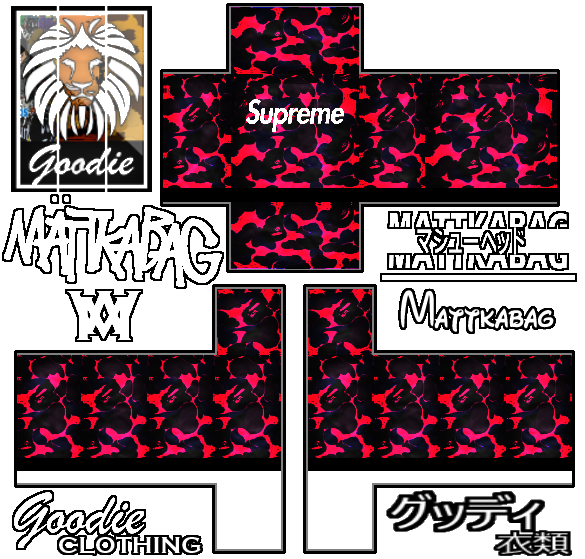 Goodie
Supreme
MÄTTKABAG
MATTKABAG
マシューヘッド
MATTKABAG
MATTKABAG
Goodie
CLOTHING
グッディ
衣類